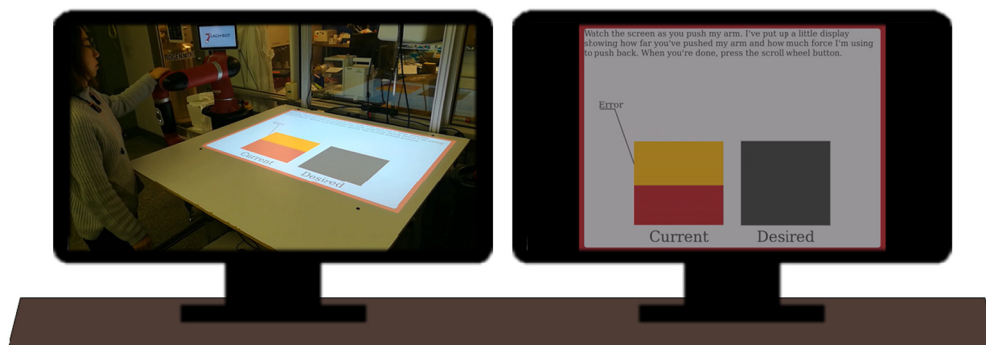 Watch the screen as you push my arm. I've put up a little display
showing how far you've pushed my arm and how much force I'm using
to push back. When you're done, press the scroll wheel button.
Error
Current
Desired
Current
Desired